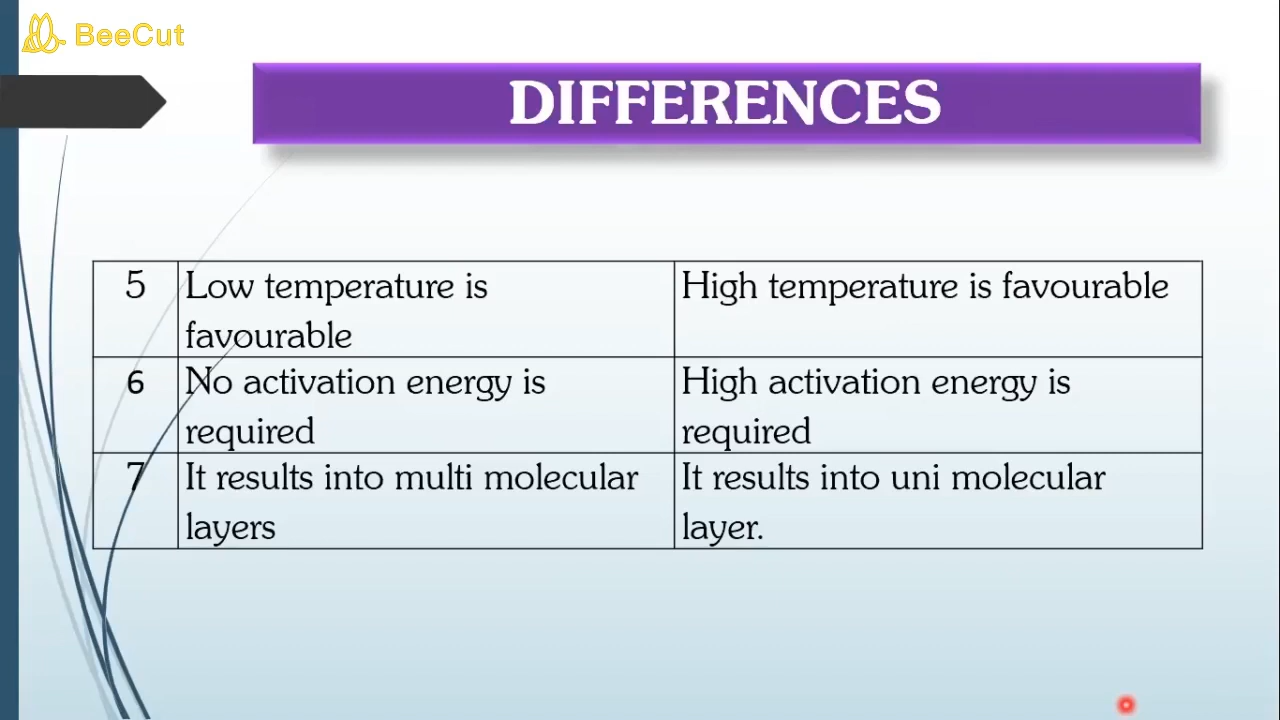 BeeCut
DIFFERENCES
5 Low temperature is High temperature is favourable
favourable
6 No activation energy is High activation energy is
required required
7 It results into multi molecular It results into uni molecular
layers layer.